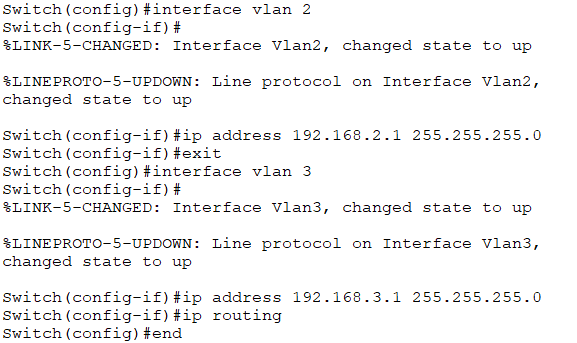 Switch(config)#interface vlan 2
Switch(config-if)#
%LINK-5-CHANGED: Interface Vlan2, changed state to up
%LINEPROTO-5-UPDOWN: Line protocol on Interface Vlan2,
changed state to up
Switch(config-if)#ip address 192.168.2.1 255.255.255.0
Switch(config-if)#exit
Switch(config)#interface vlan 3
Switch(config-if)#
%LINK-5-CHANGED: Interface Vlan3, changed state to up
%LINEPROTO-5-UPDOWN: Line protocol on Interface Vlan3,
changed state to up
Switch(config-if)#ip address 192.168.3.1 255.255.255.0
Switch(config-if)#ip routing
Switch(config)#end